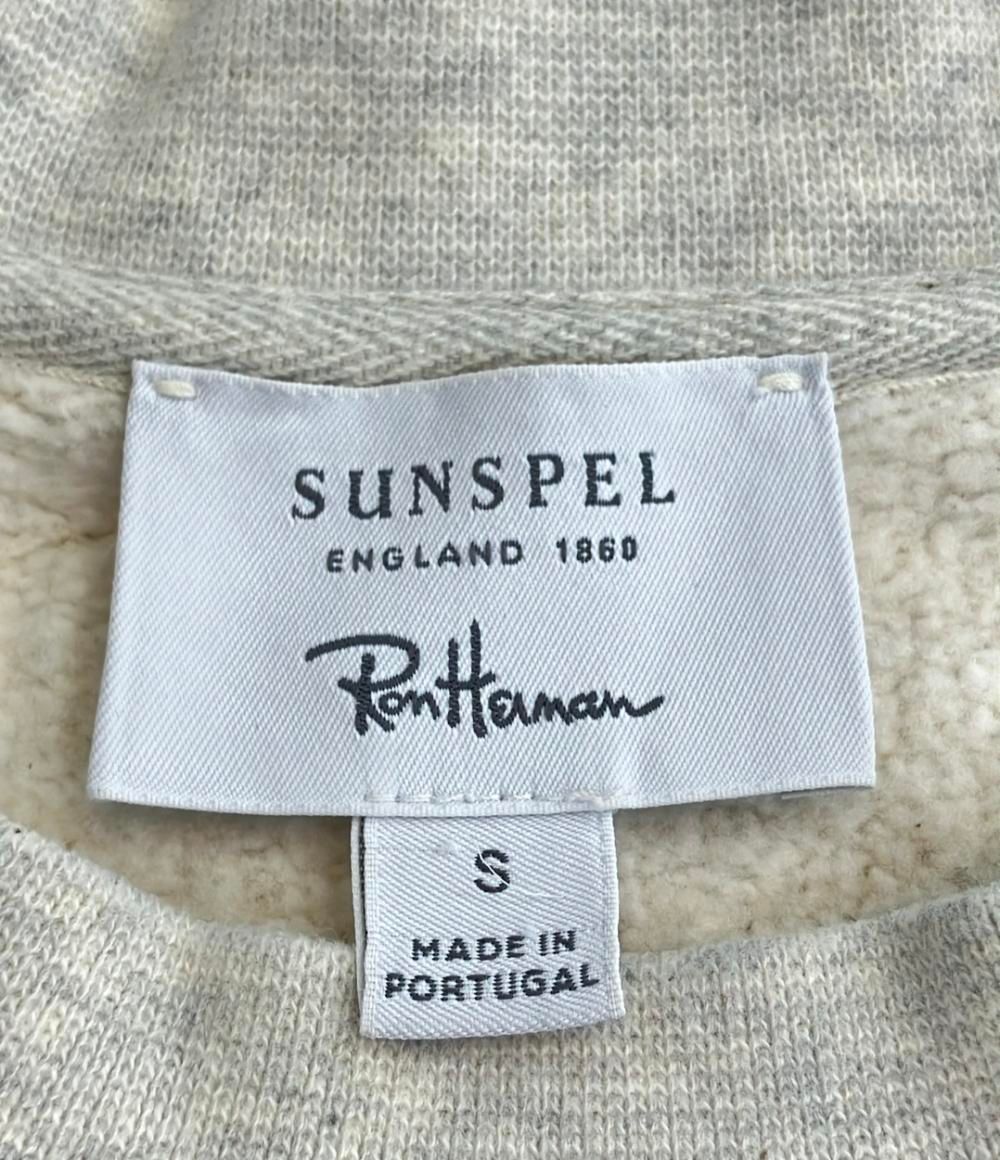 SUNSPEL
ENGLAND 1860
Ron Herman
S
MADE IN
PORTUGAL